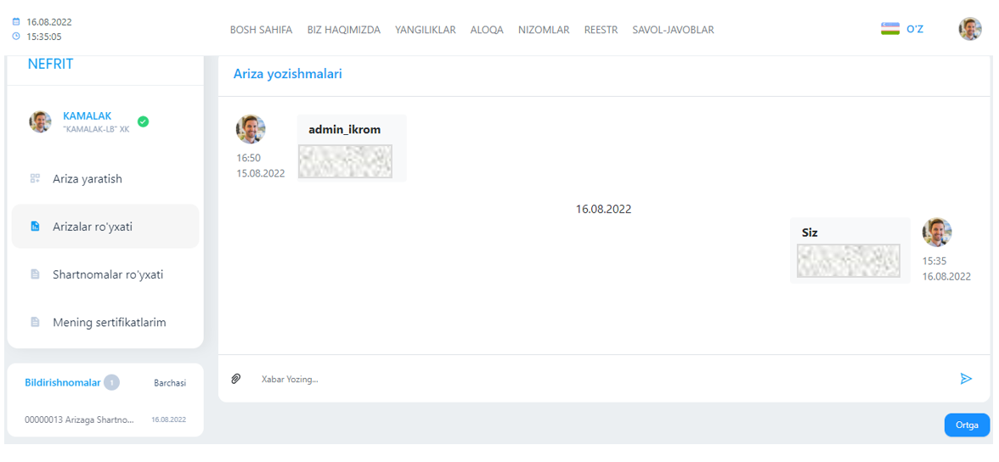 16.08.2022
15:35:05
BOSH SAHIFA BIZ HAQIMIZDA YANGILIKLAR ALOQA NIZOMLAR REESTR SAVOL-JAVOBLAR
O'Z
NEFRIT
KAMALAK
"KAMALAK-LB" XK
Ariza yaratish
Arizalar ro'yxati
Shartnomalar ro'yxati
Mening sertifikatlarim
Bildirishnomalar 1 Barchasi
00000013 Arizaga Shartno... 16.08.2022
Ariza yozishmalari
admin_ikrom
16:50
15.08.2022
16.08.2022
Siz
15:35
16.08.2022
Xabar Yozing...
Ortga